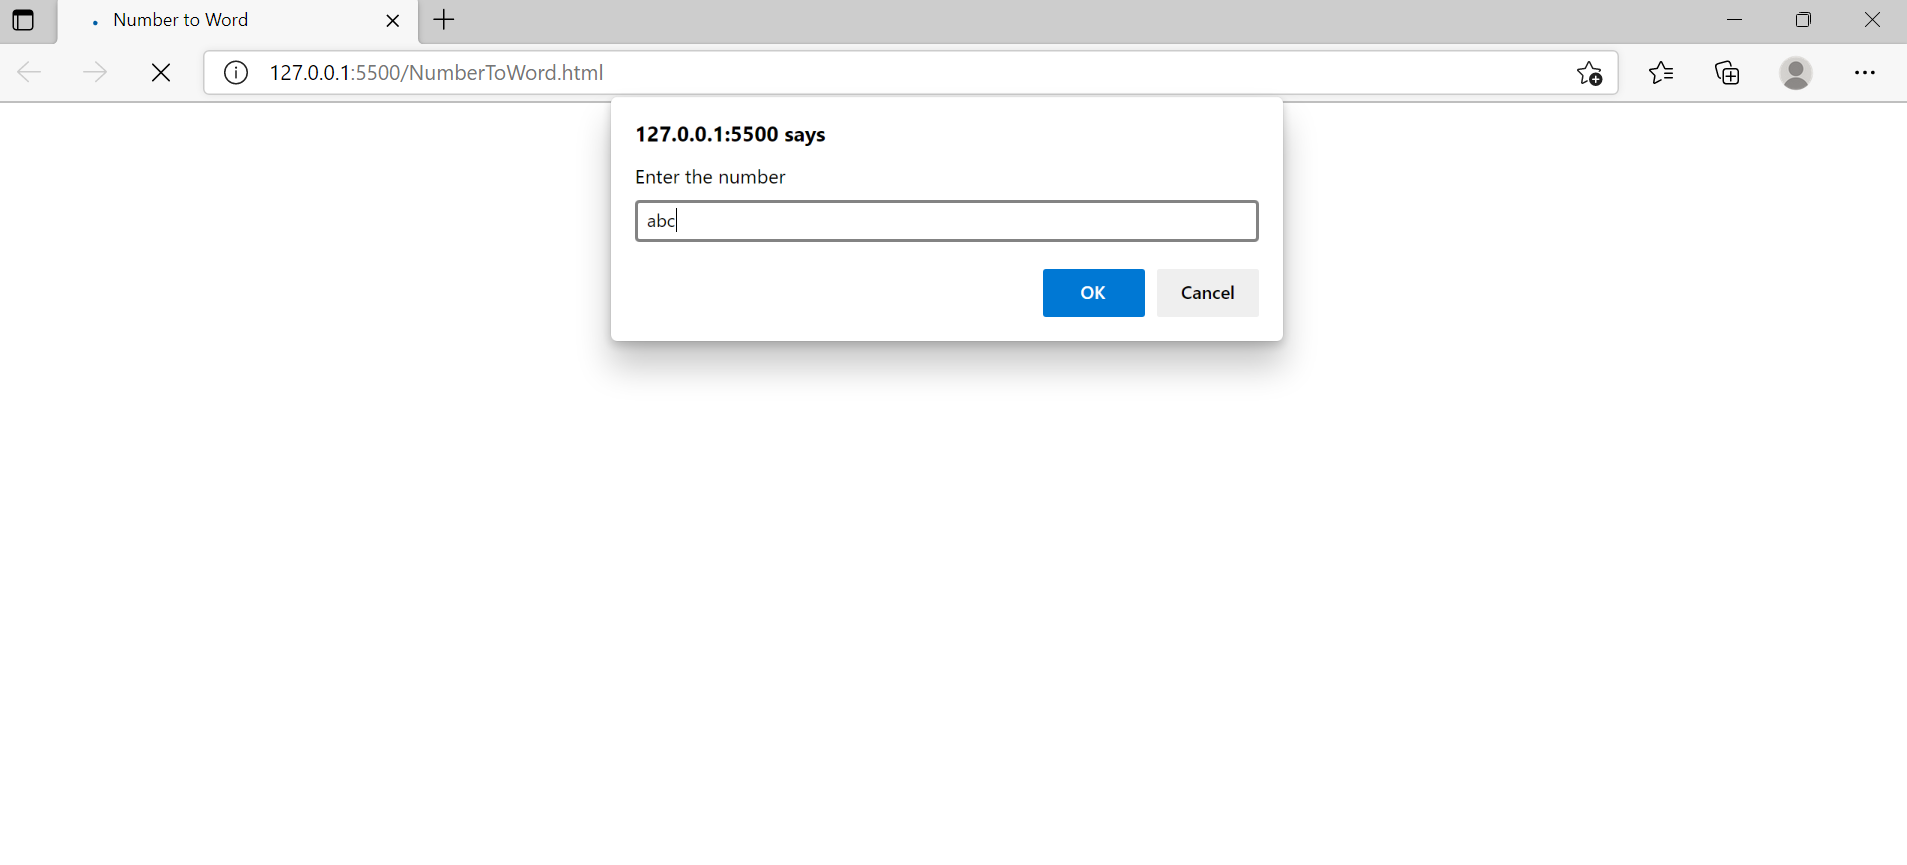 Number to Word
127.0.0.1:5500/NumberToWord.html
127.0.0.1:5500 says
Enter the number
abc
OK Cancel